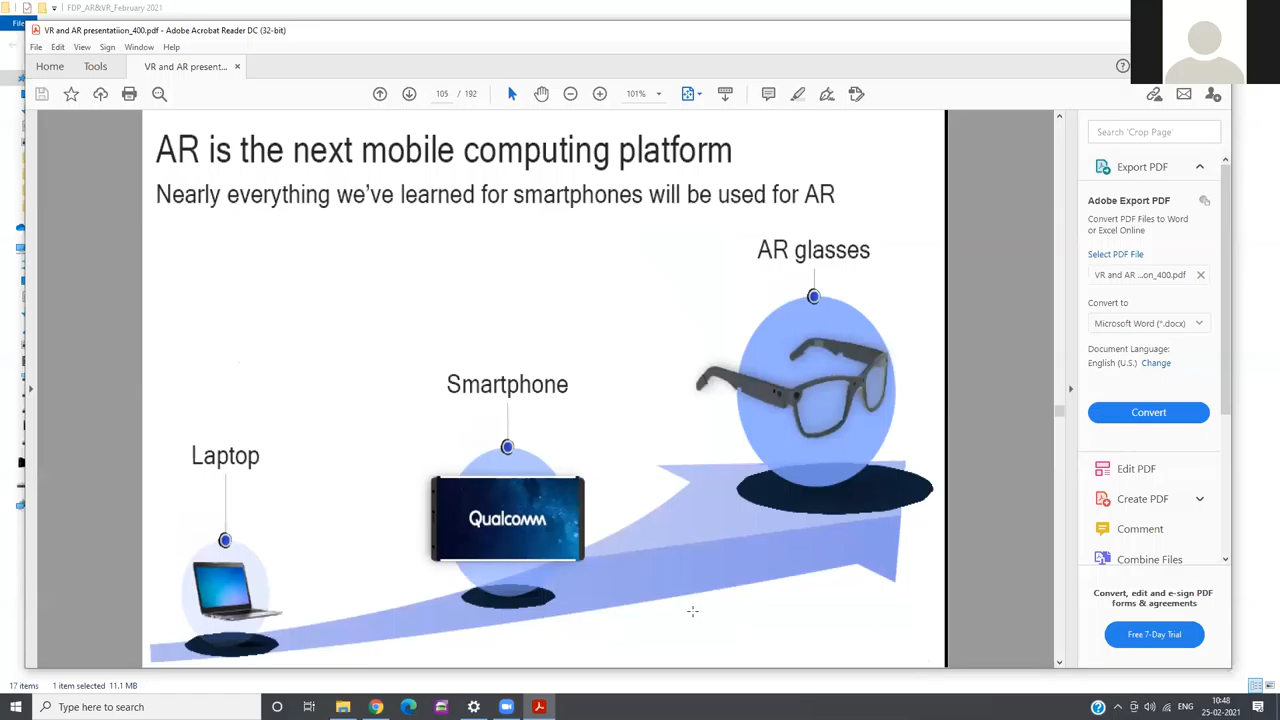 FDP_AR&VR_February 2021
File
VR and AR presentatiion_400.pdf - Adobe Acrobat Reader DC (32-bit)
File Edit View Sign Window Help
Home Tools VR and AR present... ×
105 / 192 101%
AR is the next mobile computing platform
Nearly everything we've learned for smartphones will be used for AR
AR glasses
Smartphone
Laptop
Qualcomm
Search 'Crop Page'
Export PDF
Adobe Export PDF
Convert PDF Files to Word
or Excel Online
Select PDF File
VR and AR ...on_400.pdf ×
Convert to
Microsoft Word (*.docx)
Document Language:
English (U.S.) Change
Convert
Edit PDF
Create PDF
Comment
Combine Files
Convert, edit and e-sign PDF
forms & agreements
Free 7-Day Trial
17 items 1 item selected 11.1 MB
Type here to search
ENG
10:48
25-02-2021